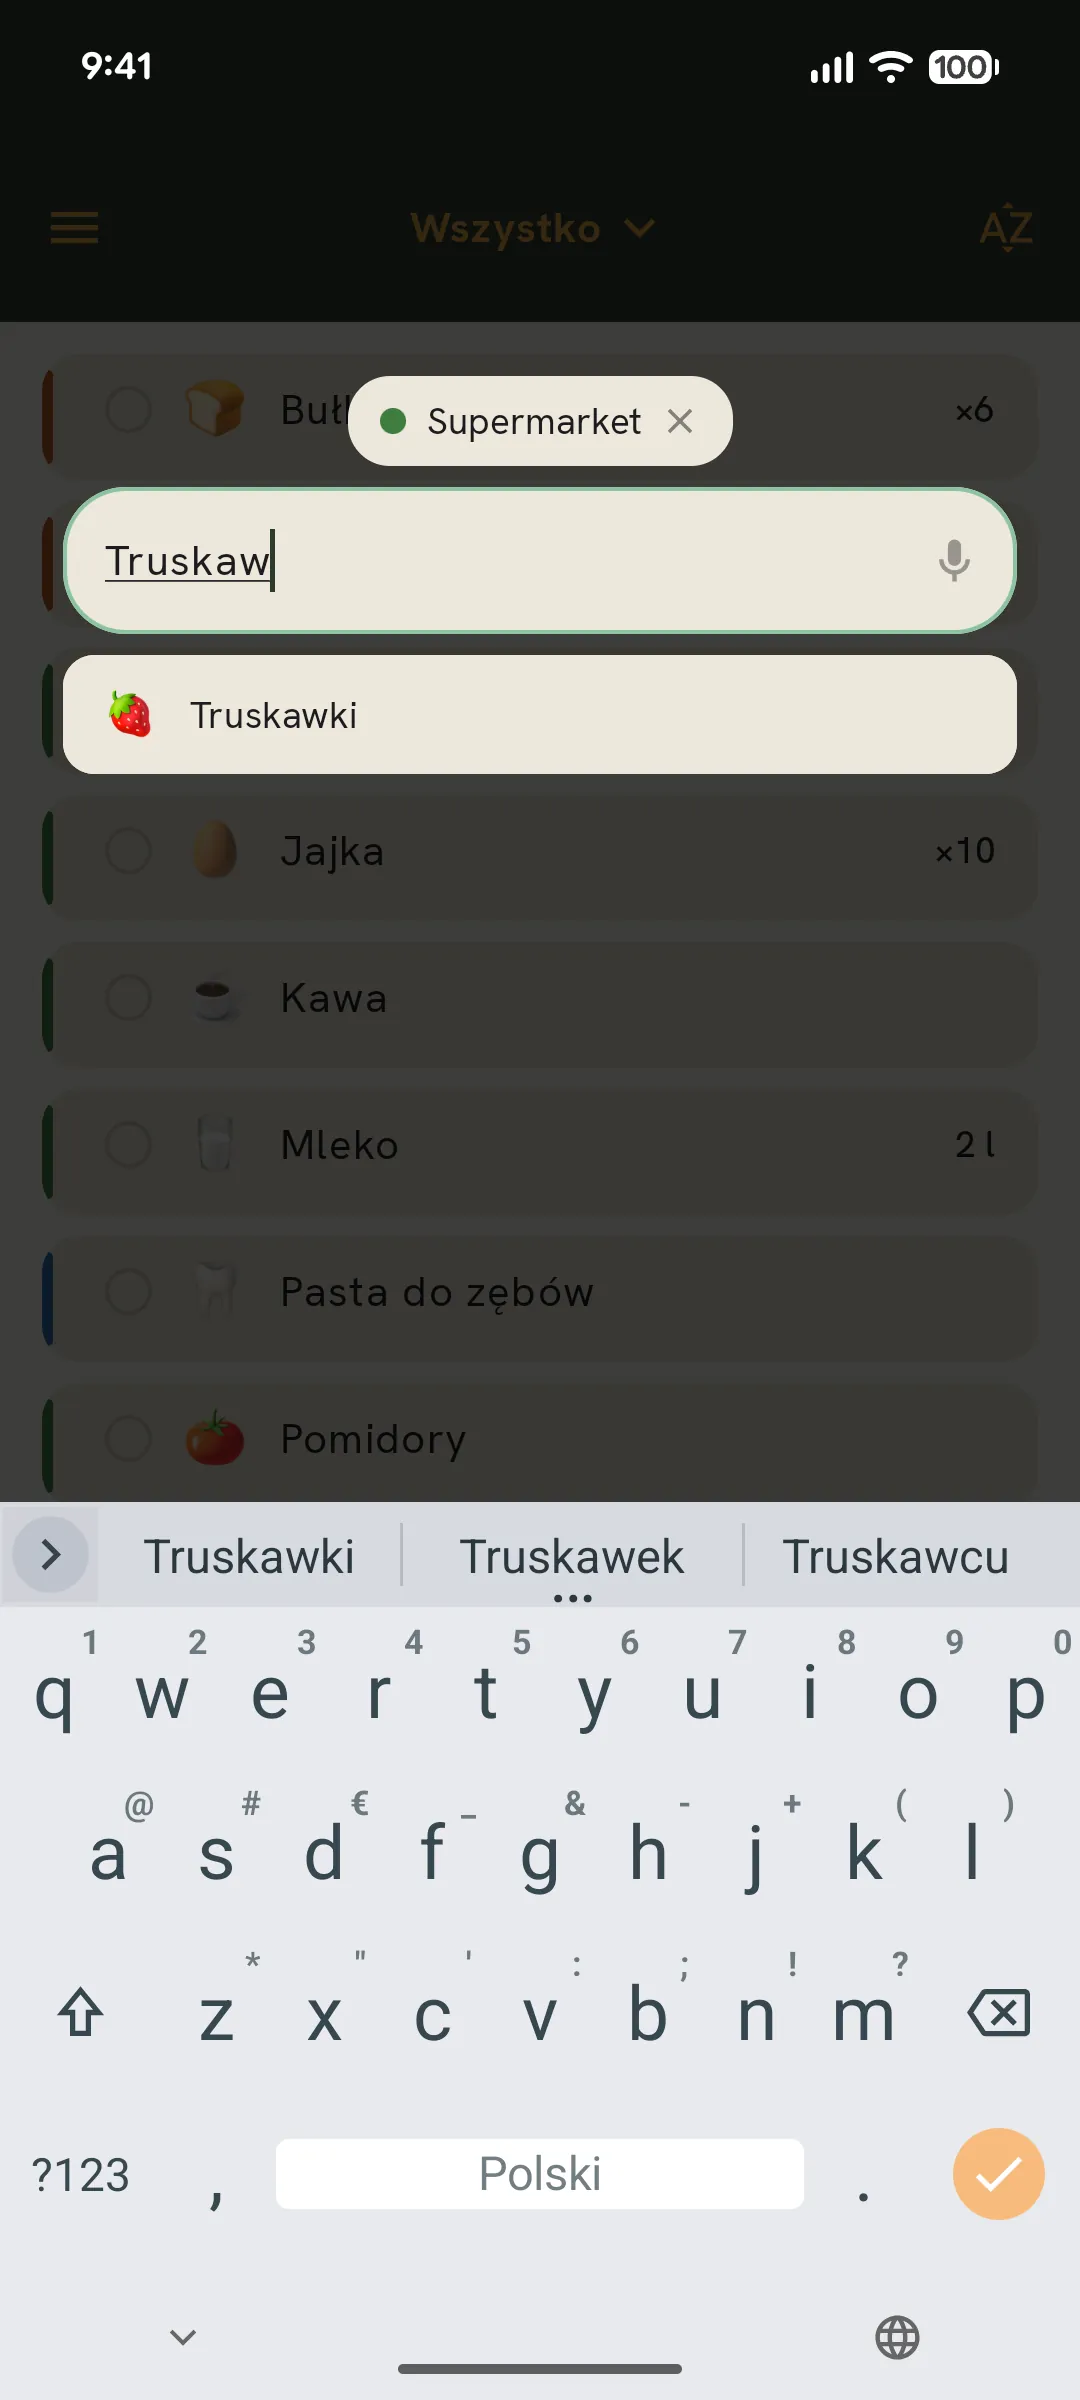 9:41
100
Wszystko
AZ
×6
Supermarket
Truskaw
Truskawki
Jajka ×10
Kawa
Mleko 2 l
Pasta do zębów
Pomidory
Truskawki Truskawek Truskawcu
1 2 3 4 5 6 7 8 9 0
q w e r t y u i o p
@ # € _ & - + ( )
a s d f g h j k l
* " ' : ; ! ?
z x c v b n m
?123 , Polski .